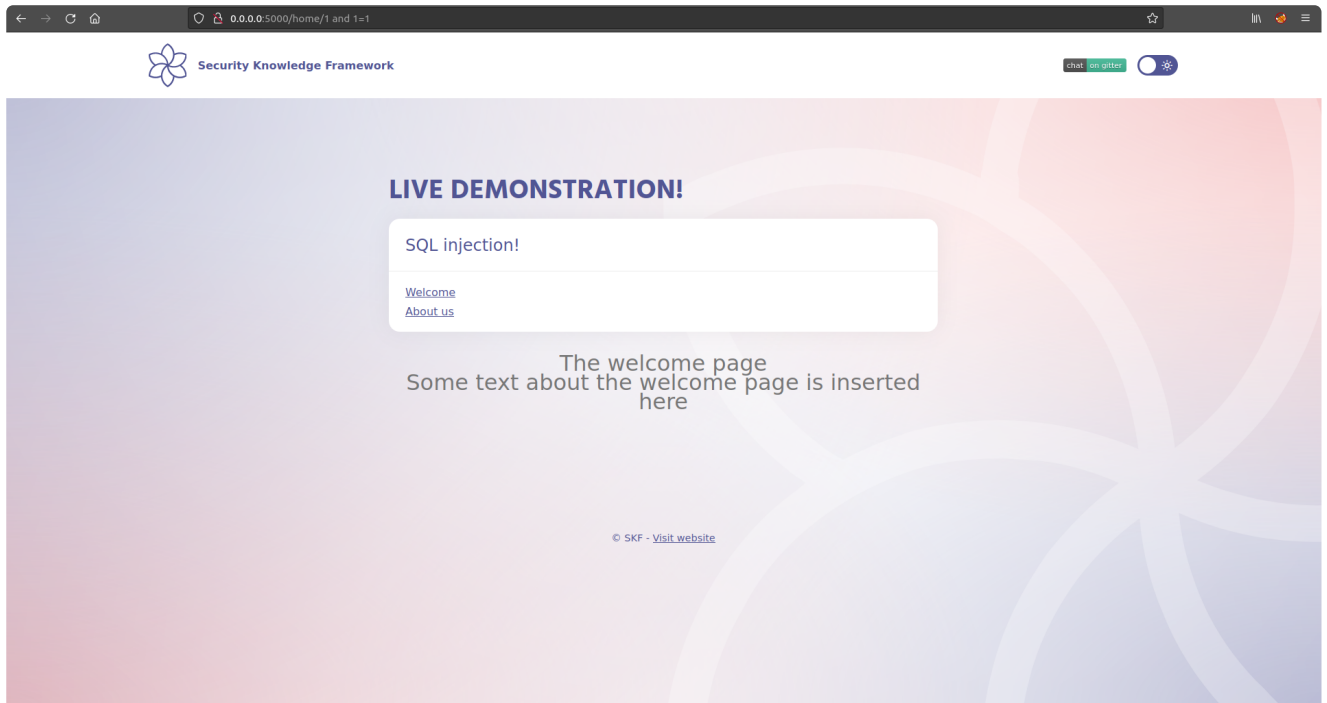 0.0.0.0:5000/home/1 and 1=1
Security Knowledge Framework
chat on gitter
LIVE DEMONSTRATION!
SQL injection!
Welcome
About us
The welcome page
Some text about the welcome page is inserted
here
© SKF - Visit website